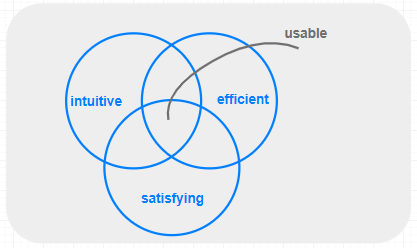 usable
intuitive
efficient
satisfying